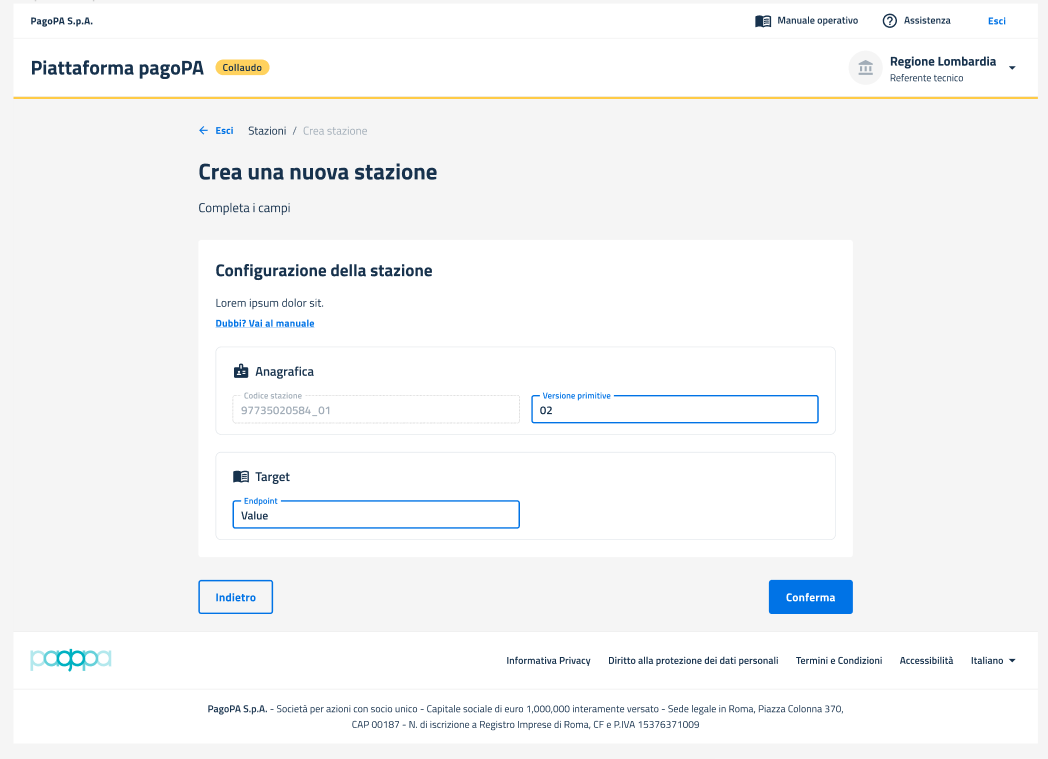 PagoPA S.p.A.
Manuale operativo
Assistenza
Esci
Piattaforma pagoPA
Collaudo
Regione Lombardia
Referente tecnico
Esci
Stazioni / Crea stazione
Crea una nuova stazione
Completa i campi
Configurazione della stazione
Lorem ipsum dolor sit.
Dubbi? Vai al manuale
Anagrafica
Codice stazione
97735020584_01
Versione primitive
02
Target
Endpoint
Value
Indietro
Conferma
pagopa
Informativa Privacy
Diritto alla protezione dei dati personali
Termini e Condizioni
Accessibilità
Italiano
PagoPA S.p.A. - Società per azioni con socio unico - Capitale sociale di euro 1,000,000 interamente versato - Sede legale in Roma, Piazza Colonna 370,
CAP 00187 - N. di iscrizione a Registro Imprese di Roma, CF e P.IVA 15376371009